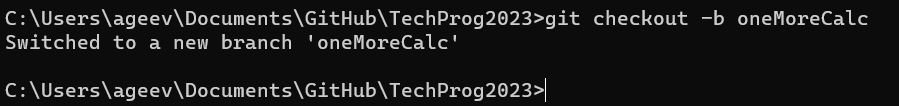 C:\Users\ageev\Documents\GitHub\TechProg2023>git checkout -b oneMoreCalc
Switched to a new branch 'oneMoreCalc'
C:\Users\ageev\Documents\GitHub\TechProg2023>